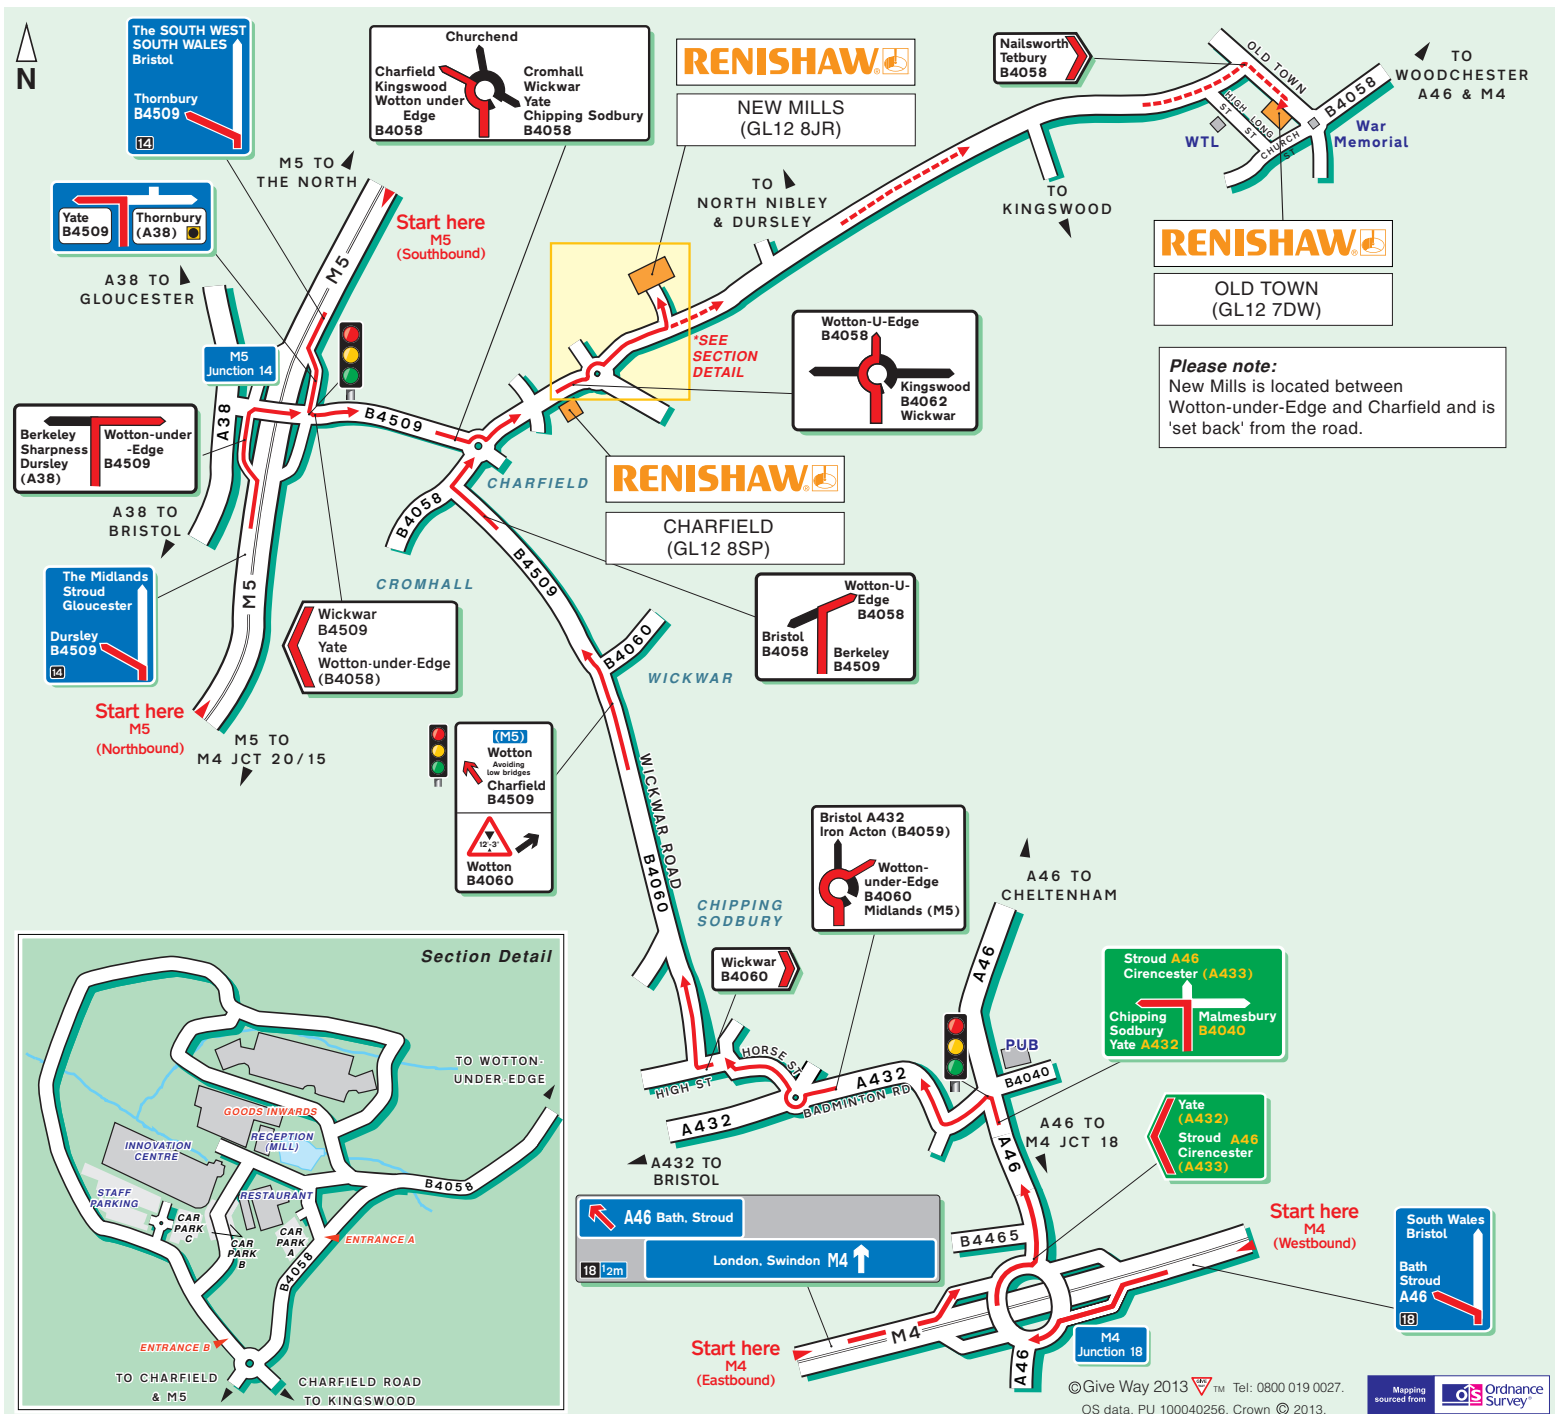 N
The SOUTH WEST
SOUTH WALES
Bristol
Thornbury
B4509
14
Churchend
Charfield
Kingswood
Wotton under
Edge
B4058
Cromhall
Wickwar
Yate
Chipping Sodbury
B4058
RENISHAW
NEW MILLS
(GL12 8JR)
Nailsworth
Tetbury
B4058
OLD TOWN
HIGH ST
LONG ST
CHURCH ST
B4058
TO
WOODCHESTER
A46 & M4
WTL
War
Memorial
M5 TO
THE NORTH
Yate
B4509
Thornbury
(A38)
Start here
M5
(Southbound)
TO
NORTH NIBLEY
& DURSLEY
TO
KINGSWOOD
RENISHAW
OLD TOWN
(GL12 7DW)
A38 TO
GLOUCESTER
M5
M5
Junction 14
A38
B4509
*SEE
SECTION
DETAIL
Wotton-U-Edge
B4058
Kingswood
B4062
Wickwar
Please note:
New Mills is located between
Wotton-under-Edge and Charfield and is
'set back' from the road.
Berkeley
Sharpness
Dursley
(A38)
Wotton-under
-Edge
B4509
A38 TO
BRISTOL
CHARFIELD
RENISHAW
CHARFIELD
(GL12 8SP)
B4058
CROMHALL
B4509
The Midlands
Stroud
Gloucester
Dursley
B4509
14
M5
Wickwar
B4509
Yate
Wotton-under-Edge
(B4058)
Wotton-U-
Edge
B4058
Bristol
B4058
Berkeley
B4509
B4060
WICKWAR
Start here
M5
(Northbound)
M5 TO
M4 JCT 20/15
(M5)
Wotton
Avoiding
low bridges
Charfield
B4509
12'-3"
Wotton
B4060
WICKWAR ROAD
B4060
CHIPPING
SODBURY
Bristol A432
Iron Acton (B4059)
Wotton-
under-Edge
B4060
Midlands (M5)
A46 TO
CHELTENHAM
Wickwar
B4060
A46
Stroud A46
Cirencester (A433)
Chipping
Sodbury
Yate A432
Malmesbury
B4040
PUB
B4040
HIGH ST
HORSE ST
A432
BADMINTON RD
A432
A432 TO
BRISTOL
A46 TO
M4 JCT 18
A46
Yate
(A432)
Stroud A46
Cirencester
(A433)
A46 Bath, Stroud
London, Swindon M4
18 1/2m
B4465
Start here
M4
(Westbound)
South Wales
Bristol
Bath
Stroud
A46
18
M4
Start here
M4
(Eastbound)
A46
M4
Junction 18
Section Detail
TO WOTTON-
UNDER-EDGE
GOODS INWARDS
RECEPTION
(MILL)
INNOVATION
CENTRE
STAFF
PARKING
RESTAURANT
B4058
CAR
PARK
C
CAR
PARK
B
CAR
PARK
A
ENTRANCE A
B4058
ENTRANCE B
TO CHARFIELD
& M5
CHARFIELD ROAD
TO KINGSWOOD
© Give Way 2013 GIVE WAY TM Tel: 0800 019 0027.
OS data. PU 100040256. Crown © 2013.
Mapping
sourced from
OS Ordnance
Survey®